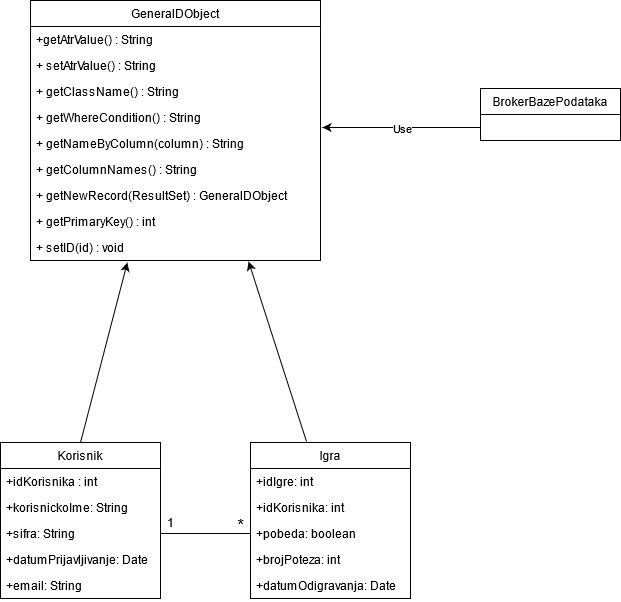 GeneralDObject
+getAtrValue() : String
+ setAtrValue() : String
+ getClassName() : String
+ getWhereCondition() : String
+ getNameByColumn(column) : String
+ getColumnNames() : String
+ getNewRecord(ResultSet) : GeneralDObject
+ getPrimaryKey() : int
+ setID(id) : void
BrokerBazePodataka
Use
Korisnik
+idKorisnika : int
+korisnickoIme: String
+sifra: String
+datumPrijavljivanje: Date
+email: String
1
*
Igra
+idIgre: int
+idKorisnika: int
+pobeda: boolean
+brojPoteza: int
+datumOdigravanja: Date